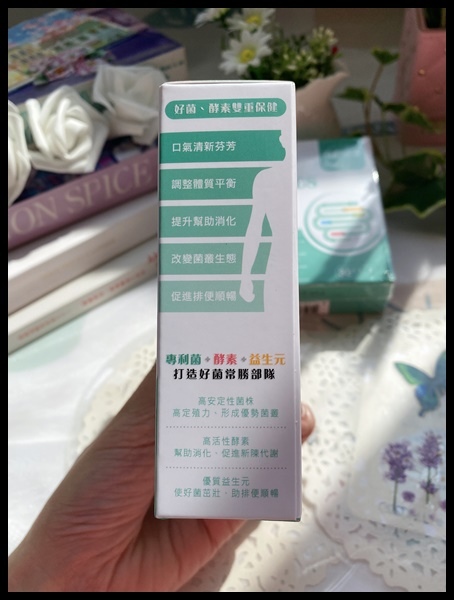 好菌、酵素雙重保健
口氣清新芬芳
調整體質平衡
提升幫助消化
改變菌叢生態
促進排便順暢
專利菌+酵素+益生元
打造好菌常勝部隊
高安定性菌株
高定殖力、形成優勢菌叢
高活性酵素
幫助消化、促進新陳代謝
優質益生元
使好菌茁壯、助排便順暢
ON SPICE